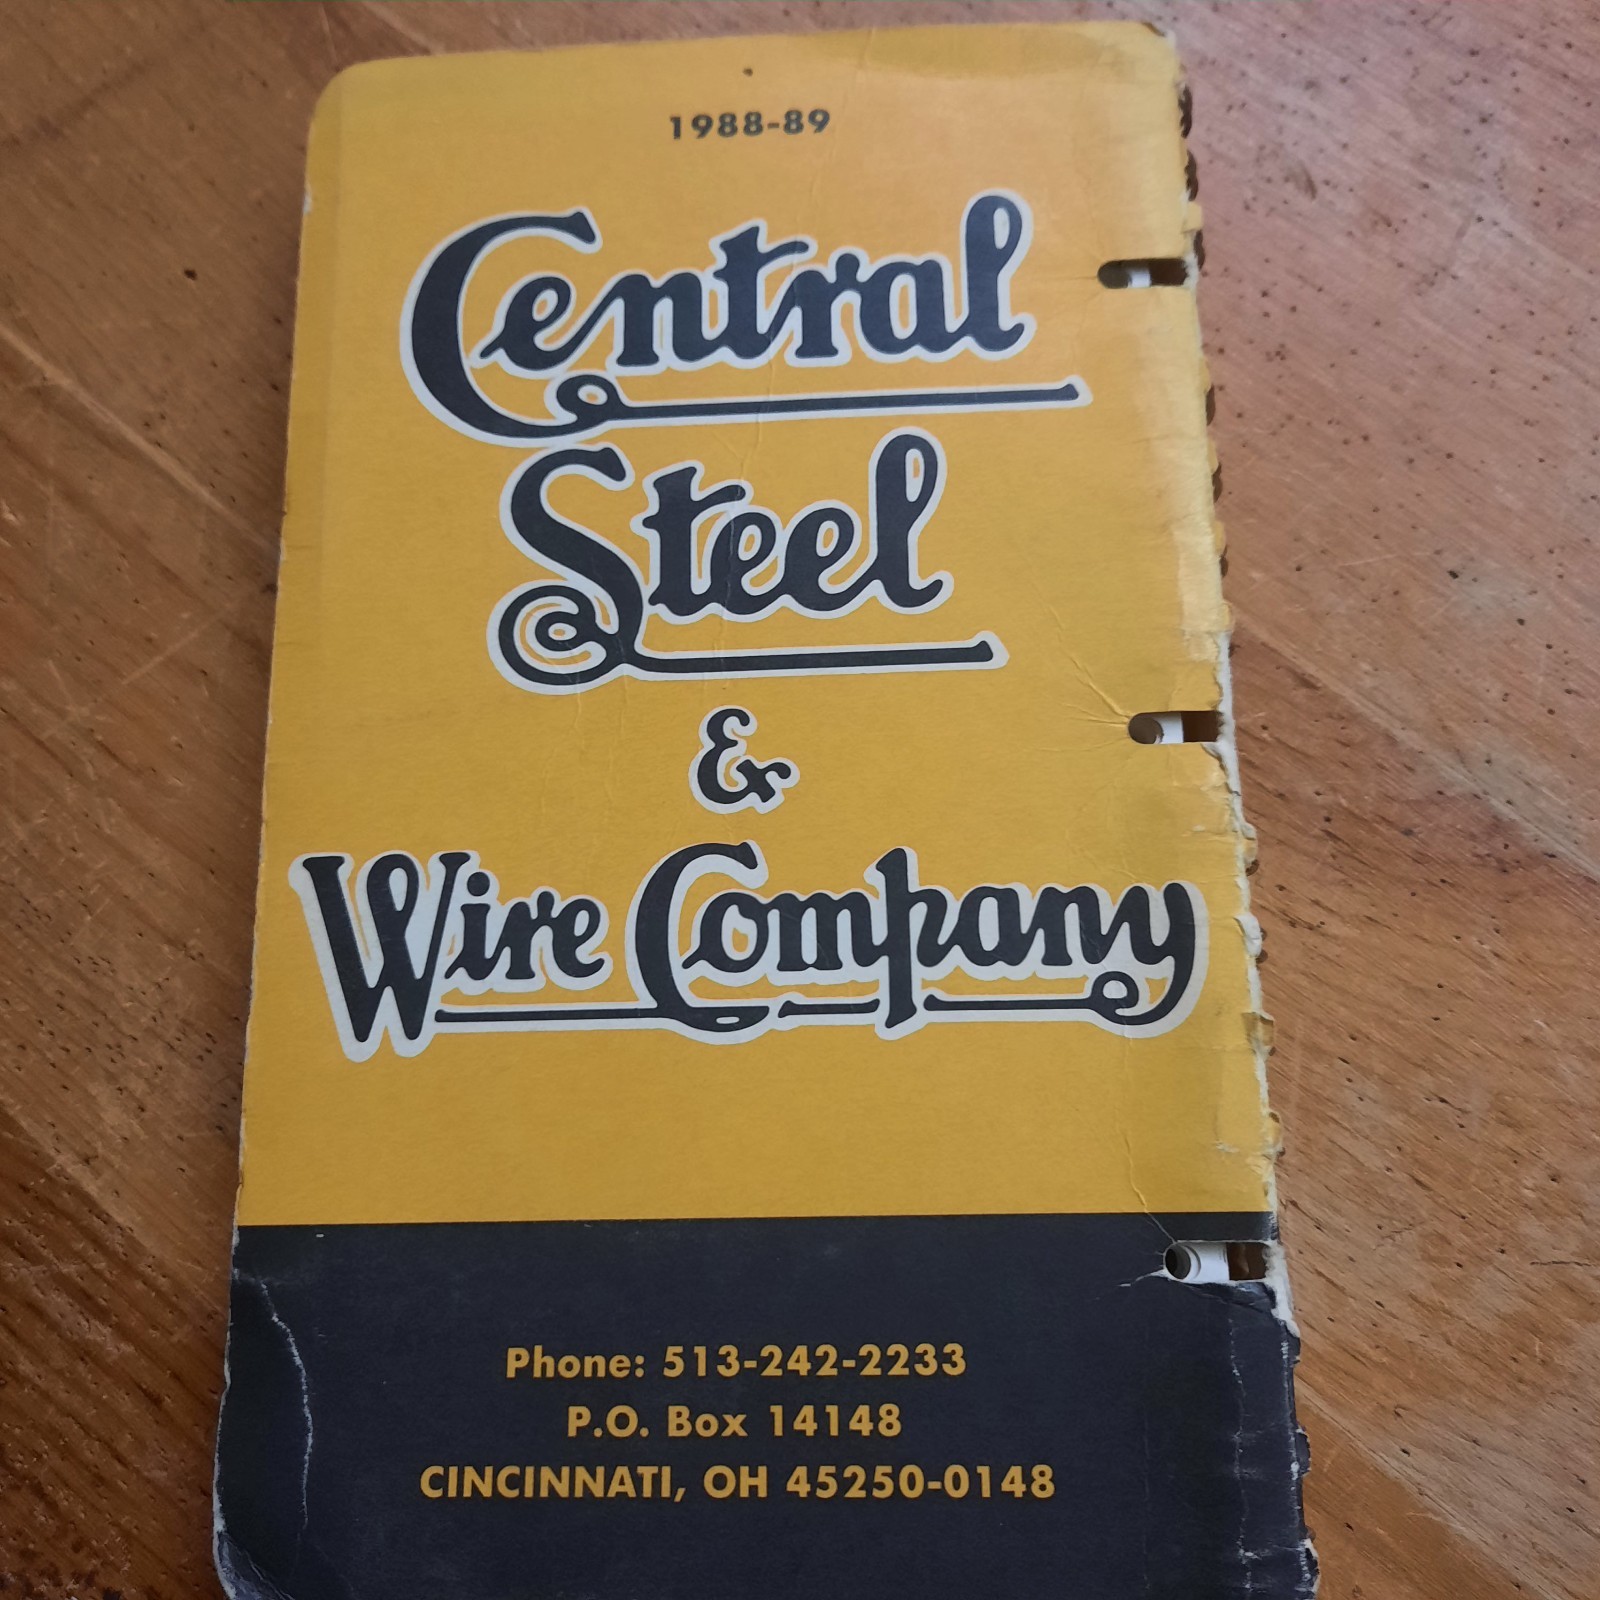 1988-89
Central
Steel
&
Wire Company
Phone: 513-242-2233
P.O. Box 14148
CINCINNATI, OH 45250-0148